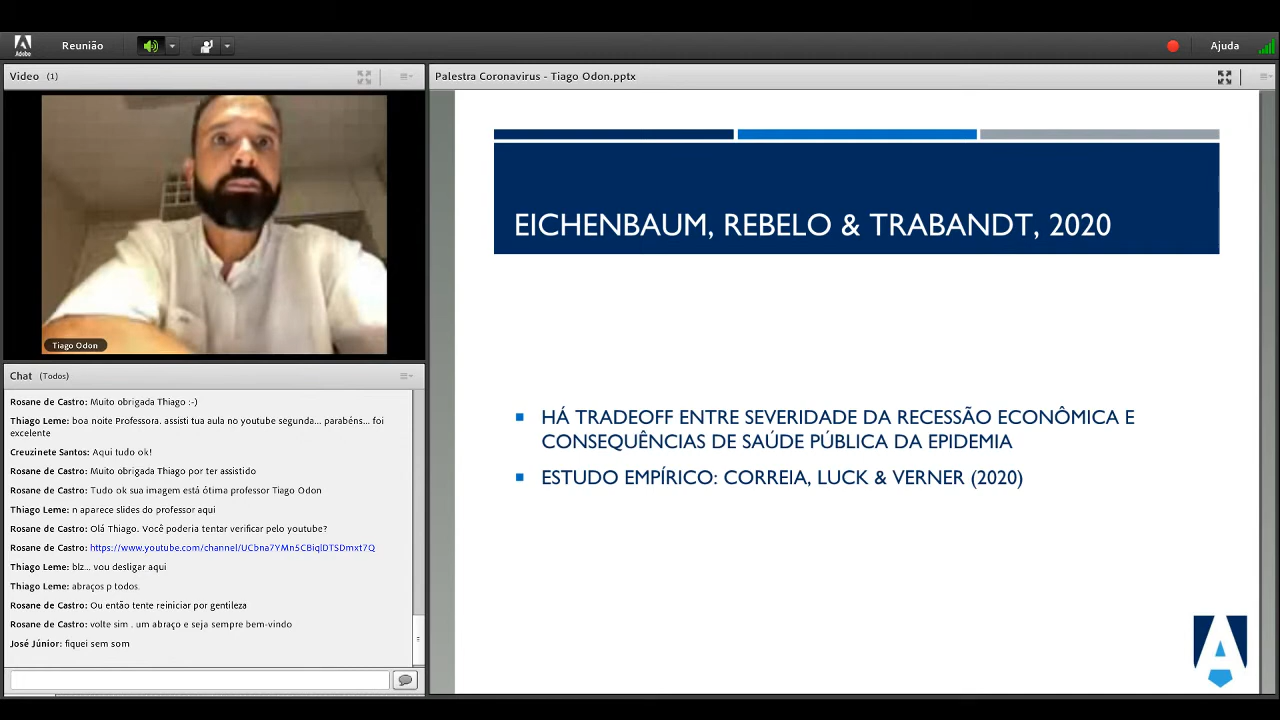 Adobe
Reunião
Ajuda
Video (1)
Tiago Odon
Chat (Todos)
Rosane de Castro: Muito obrigada Thiago :-)
Thiago Leme: boa noite Professora. assisti tua aula no youtube segunda... parabéns... foi
excelente
Creuzinete Santos: Aqui tudo ok!
Rosane de Castro: Muito obrigada Thiago por ter assistido
Rosane de Castro: Tudo ok sua imagem está ótima professor Tiago Odon
Thiago Leme: n aparece slides do professor aqui
Rosane de Castro: Olá Thiago. Você poderia tentar verificar pelo youtube?
Rosane de Castro: https://www.youtube.com/channel/UCbna7YMn5CBiqlDTSDmxt7Q
Thiago Leme: blz... vou desligar aqui
Thiago Leme: abraços p todos.
Rosane de Castro: Ou então tente reiniciar por gentileza
Rosane de Castro: volte sim . um abraço e seja sempre bem-vindo
José Júnior: fiquei sem som
Palestra Coronavirus - Tiago Odon.pptx
EICHENBAUM, REBELO & TRABANDT, 2020
HÁ TRADEOFF ENTRE SEVERIDADE DA RECESSÃO ECONÔMICA E
CONSEQUÊNCIAS DE SAÚDE PÚBLICA DA EPIDEMIA
ESTUDO EMPÍRICO: CORREIA, LUCK & VERNER (2020)